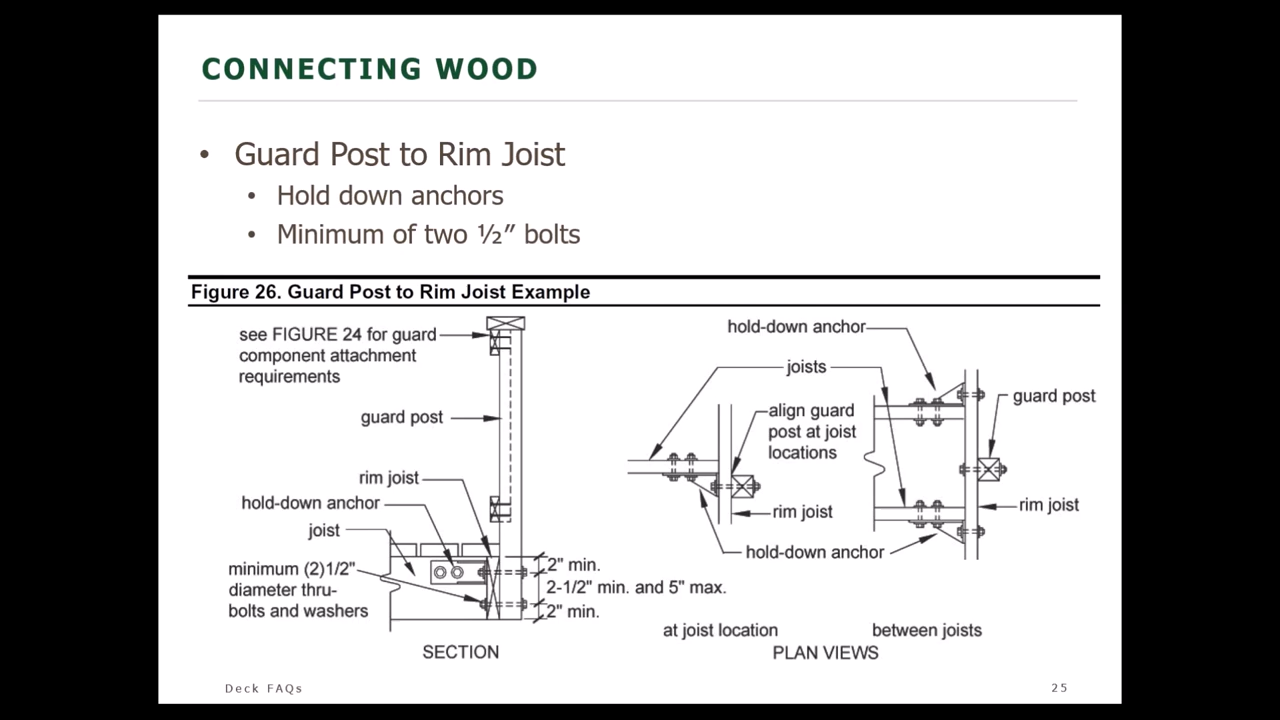 CONNECTING WOOD
• Guard Post to Rim Joist
• Hold down anchors
• Minimum of two ½” bolts
Figure 26. Guard Post to Rim Joist Example
see FIGURE 24 for guard
component attachment
requirements
guard post
rim joist
hold-down anchor
joist
minimum (2)1/2"
diameter thru-
bolts and washers
2" min.
2-1/2" min. and 5" max.
2" min.
SECTION
hold-down anchor
joists
align guard
post at joist
locations
guard post
rim joist
rim joist
hold-down anchor
at joist location
between joists
PLAN VIEWS
Deck FAQs
25